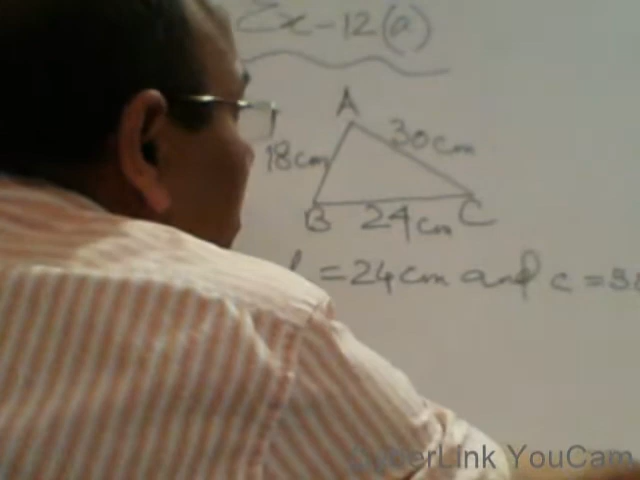 Ex-12(a)
A
18cm
30cm
B
24cm
C
= 24cm and c =
CyberLink YouCam